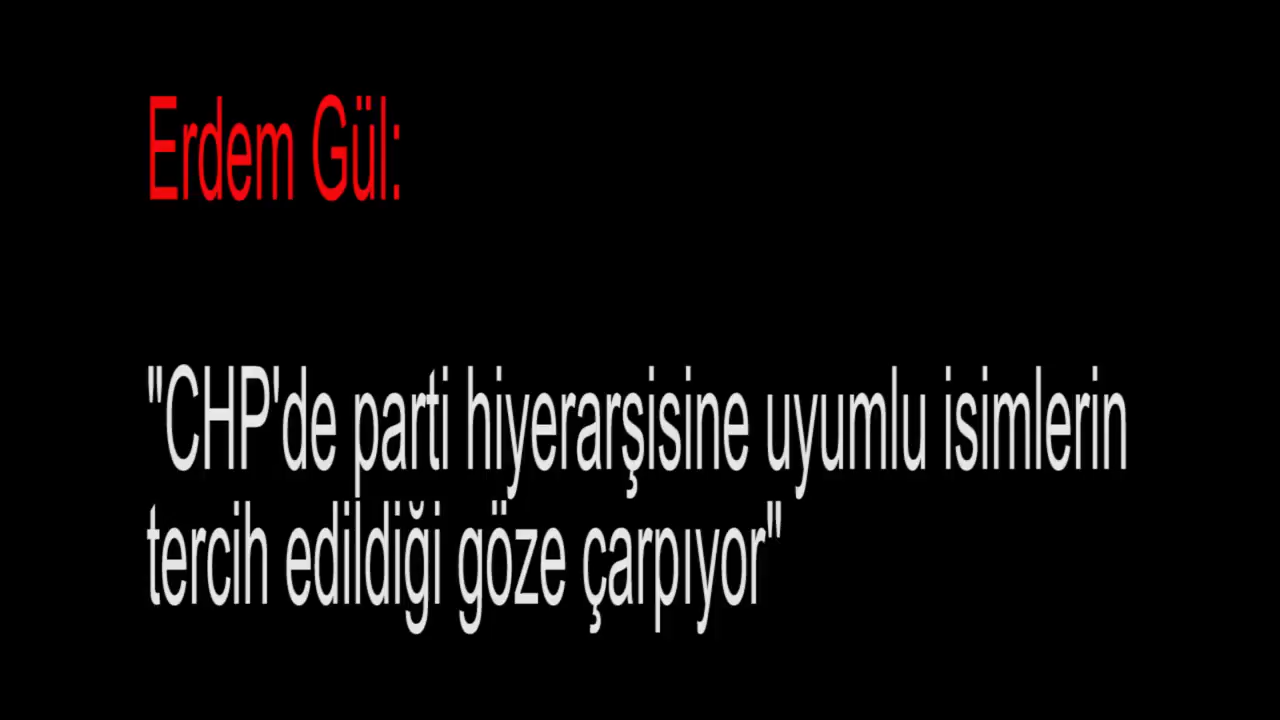 Erdem Gül:
"CHP'de parti hiyerarşisine uyumlu isimlerin
tercih edildiği göze çarpıyor"